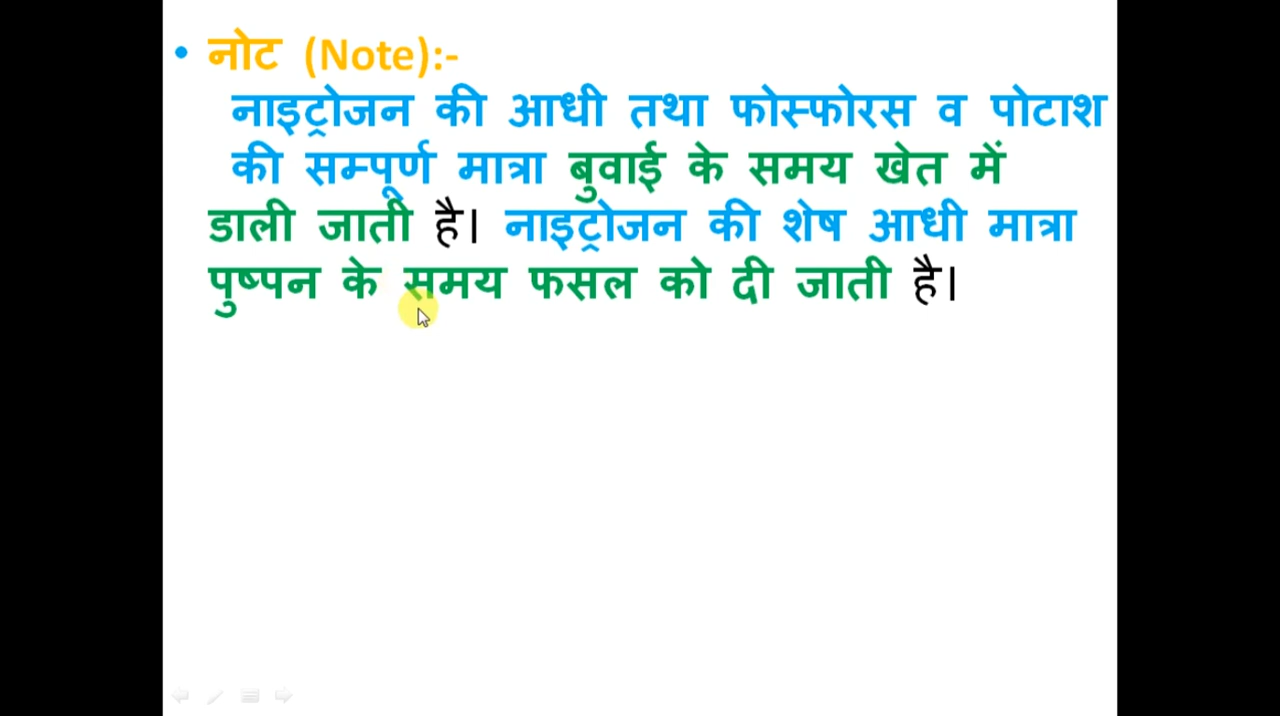 • नोट (Note):-
नाइट्रोजन की आधी तथा फोस्फोरस व पोटाश
की सम्पूर्ण मात्रा बुवाई के समय खेत में
डाली जाती है। नाइट्रोजन की शेष आधी मात्रा
पुष्पन के समय फसल को दी जाती है।